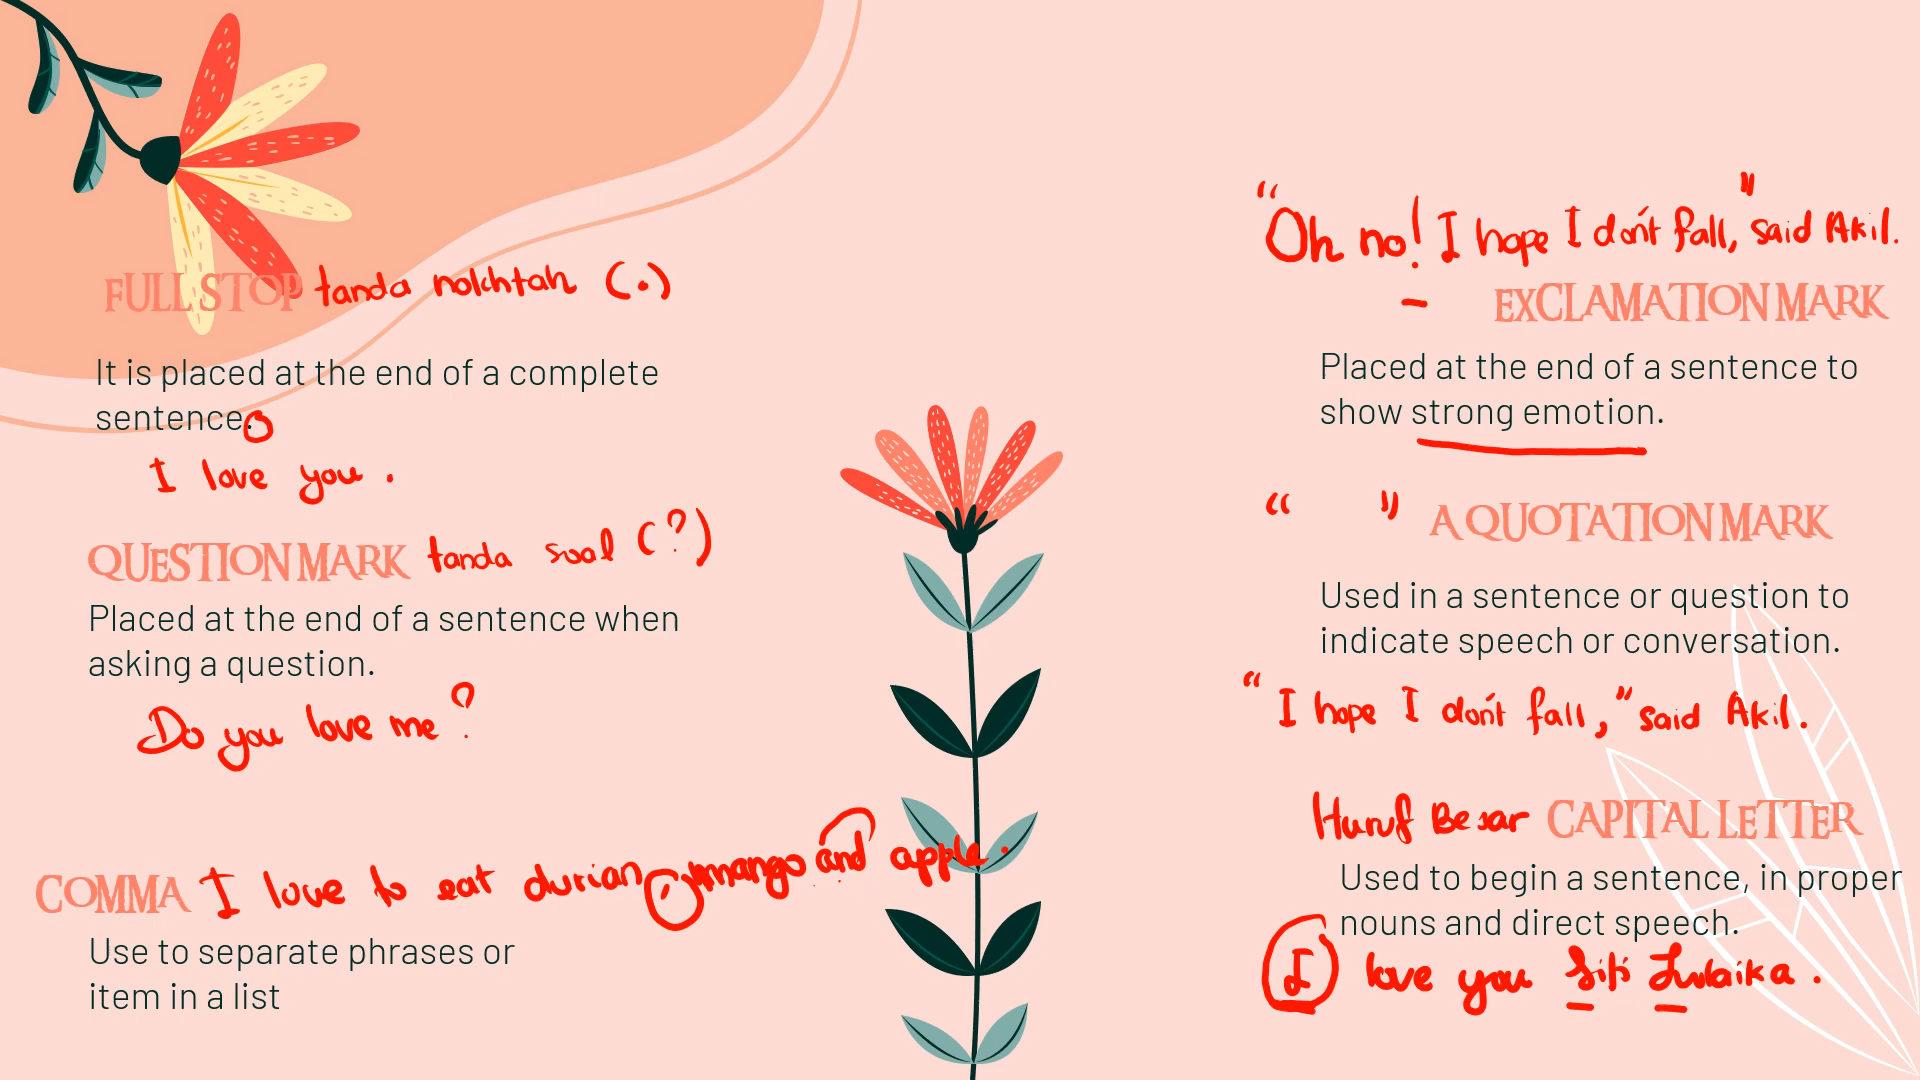 FULL STOP tanda nokhtah (.)
It is placed at the end of a complete
sentence.
I love you.
QUESTION MARK tanda soal (?)
Placed at the end of a sentence when
asking a question.
Do you love me?
COMMA I love to eat durian, mango and apple.
Use to separate phrases or
item in a list
"Oh no! I hope I don't fall," said Akil.
- EXCLAMATION MARK
Placed at the end of a sentence to
show strong emotion.
" " A QUOTATION MARK
Used in a sentence or question to
indicate speech or conversation.
"I hope I don't fall," said Akil.
Huruf Besar CAPITAL LETTER
Used to begin a sentence, in proper
nouns and direct speech.
I love you Siti Zulaika.